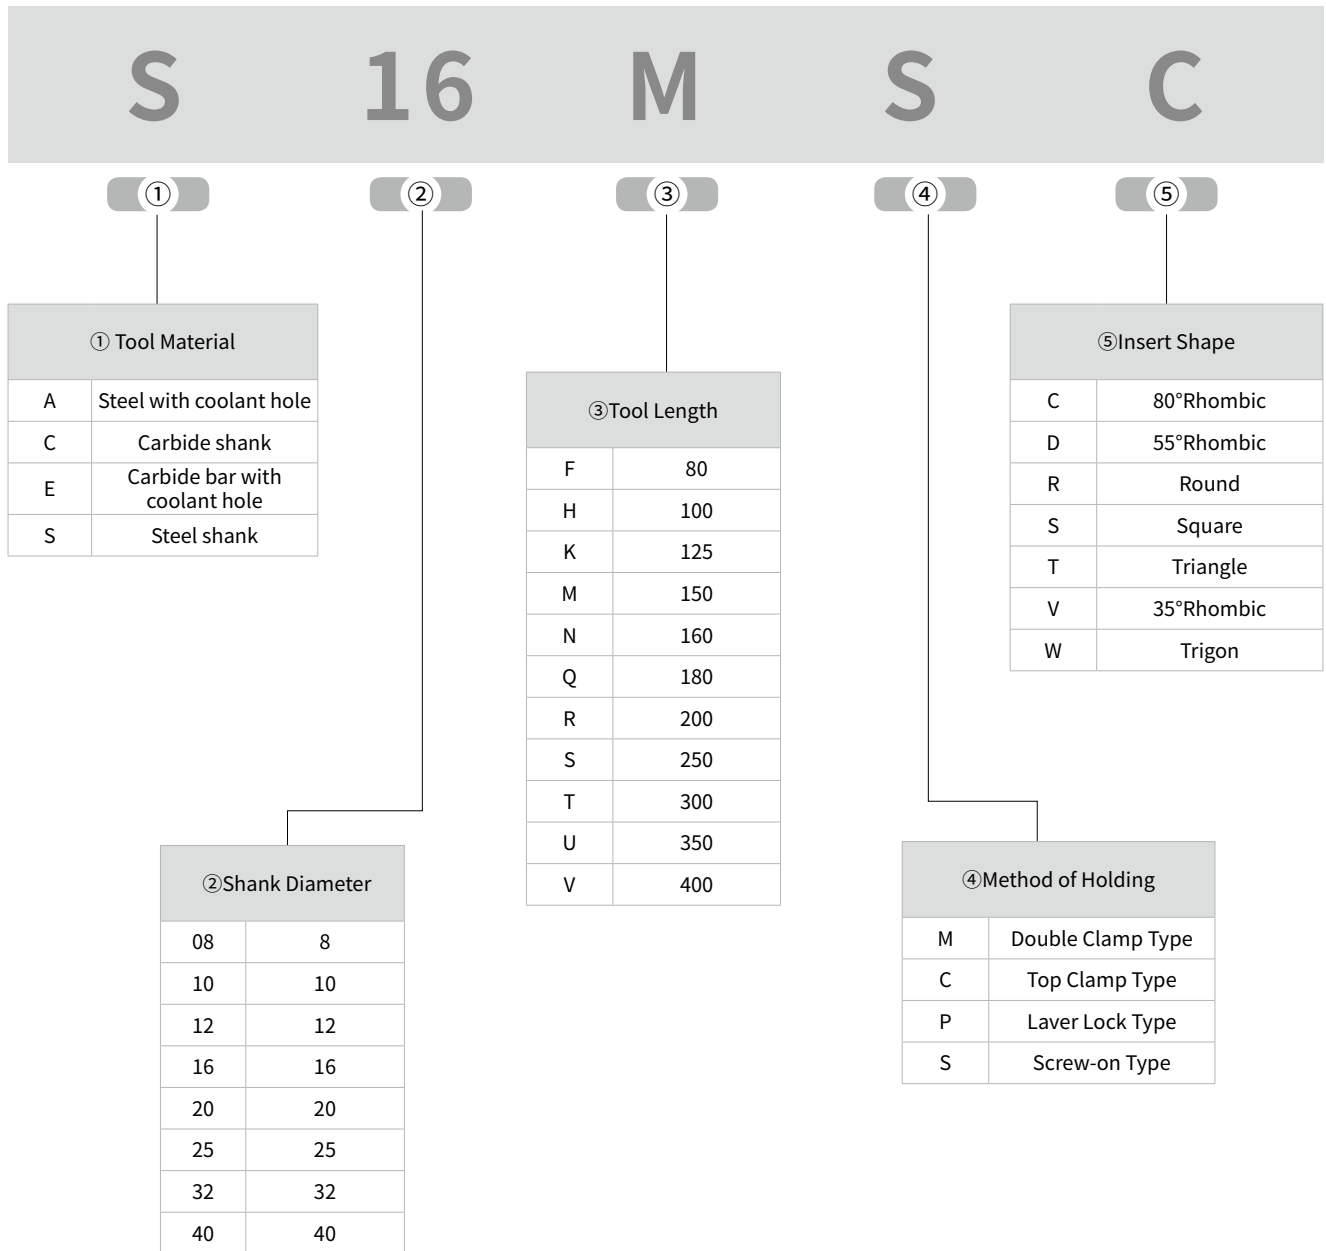 S 16 M S C
① ② ③ ④ ⑤
① Tool Material
A Steel with coolant hole
C Carbide shank
E Carbide bar with
coolant hole
S Steel shank
②Shank Diameter
08 8
10 10
12 12
16 16
20 20
25 25
32 32
40 40
③Tool Length
F 80
H 100
K 125
M 150
N 160
Q 180
R 200
S 250
T 300
U 350
V 400
④Method of Holding
M Double Clamp Type
C Top Clamp Type
P Laver Lock Type
S Screw-on Type
⑤Insert Shape
C 80°Rhombic
D 55°Rhombic
R Round
S Square
T Triangle
V 35°Rhombic
W Trigon